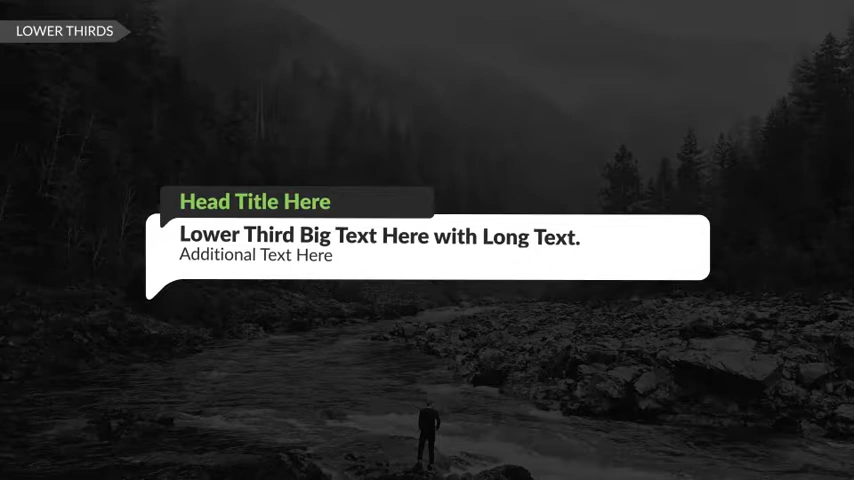 LOWER THIRDS
Head Title Here
Lower Third Big Text Here with Long Text.
Additional Text Here